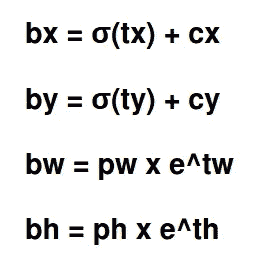 bx = σ(tx) + cx
by = σ(ty) + cy
bw = pw x e^tw
bh = ph x e^th